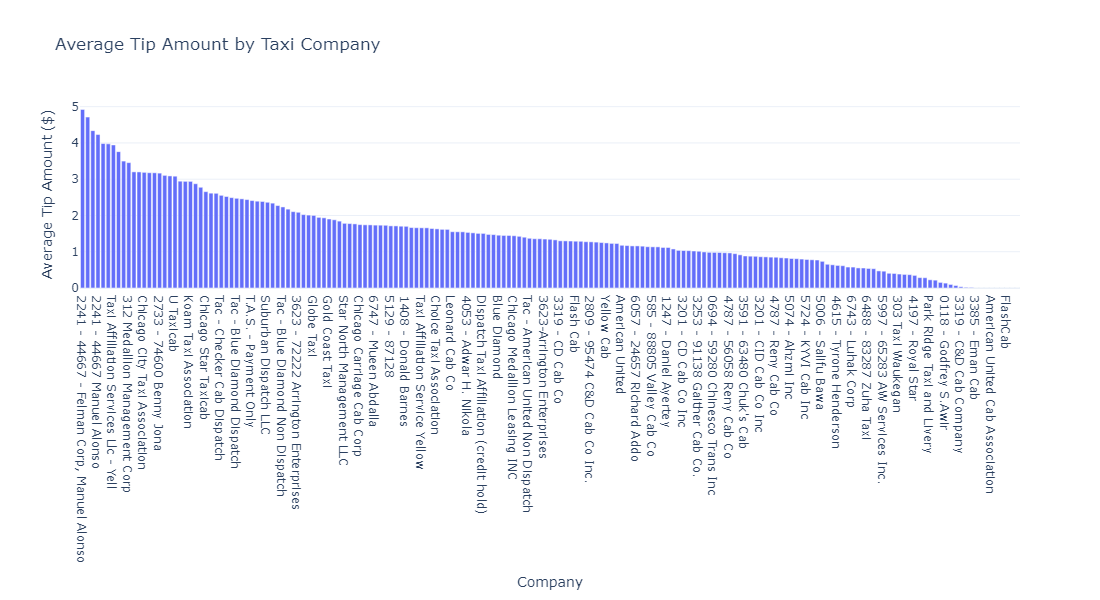 Average Tip Amount by Taxi Company
Average Tip Amount ($)
5
4
3
2
1
0
2241 - 44667 - Felman Corp, Manuel Alonso
2241 - 44667 Manuel Alonso
Taxi Affiliation Services Llc - Yell
312 Medallion Management Corp
Chicago City Taxi Association
2733 - 74600 Benny Jona
U Taxicab
Koam Taxi Association
Chicago Star Taxicab
Tac - Checker Cab Dispatch
Tac - Blue Diamond Dispatch
T.A.S. - Payment Only
Suburban Dispatch LLC
Tac - Blue Diamond Non Dispatch
3623 - 72222 Arrington Enterprises
Globe Taxi
Gold Coast Taxi
Star North Management LLC
Chicago Carriage Cab Corp
6747 - Mueen Abdalla
5129 - 87128
1408 - Donald Barnes
Taxi Affiliation Service Yellow
Choice Taxi Association
Leonard Cab Co
4053 - Adwar H. Nikola
Dispatch Taxi Affiliation (credit hold)
Blue Diamond
Chicago Medallion Leasing INC
Tac - American United Non Dispatch
3623-Arrington Enterprises
3319 - CD Cab Co
Flash Cab
2809 - 95474 C&D Cab Co Inc.
Yellow Cab
American United
6057 - 24657 Richard Addo
585 - 88805 Valley Cab Co
1247 - Daniel Ayertey
3201 - CD Cab Co Inc
3253 - 91138 Gaither Cab Co.
0694 - 59280 Chinesco Trans Inc
4787 - 56058 Reny Cab Co
3591 - 63480 Chuk's Cab
3201 - CID Cab Co Inc
4787 - Reny Cab Co
5074 - Ahzmi Inc
5724 - KYVI Cab Inc
5006 - Salifu Bawa
4615 - Tyrone Henderson
6743 - Luhak Corp
6488 - 83287 Zuha Taxi
5997 - 65283 AW Services Inc.
303 Taxi Waukegan
4197 - Royal Star
Park Ridge Taxi and Livery
0118 - Godfrey S.Awir
3319 - C&D Cab Company
3385 - Eman Cab
American United Cab Association
FlashCab
Company